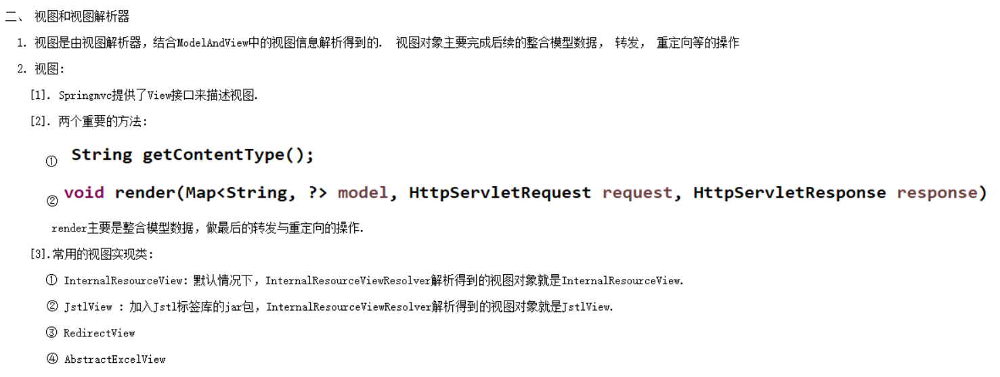 二、 视图和视图解析器
1. 视图是由视图解析器，结合ModelAndView中的视图信息解析得到的. 视图对象主要完成后续的整合模型数据， 转发， 重定向等的操作
2. 视图:
[1]. Springmvc提供了View接口来描述视图.
[2]. 两个重要的方法:
① String getContentType();
② void render(Map<String, ?> model, HttpServletRequest request, HttpServletResponse response)
render主要是整合模型数据，做最后的转发与重定向的操作.
[3].常用的视图实现类:
① InternalResourceView: 默认情况下，InternalResourceViewResolver解析得到的视图对象就是InternalResourceView.
② JstlView : 加入Jstl标签库的jar包，InternalResourceViewResolver解析得到的视图对象就是JstlView.
③ RedirectView
④ AbstractExcelView